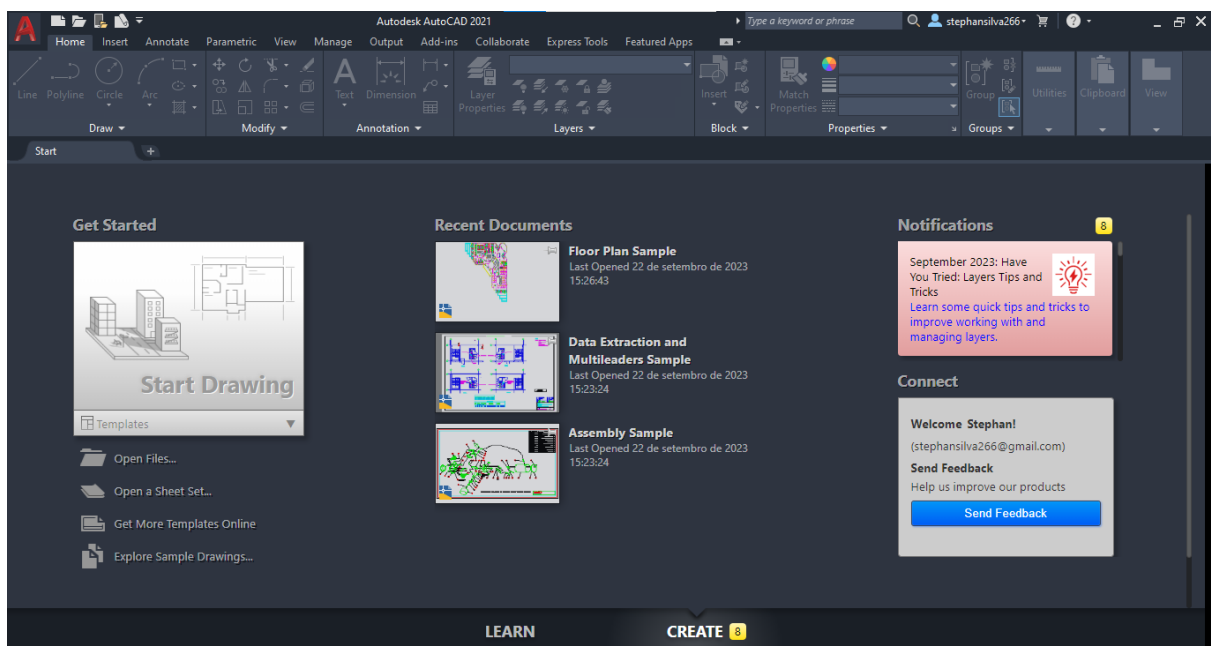 Autodesk AutoCAD 2021
Type a keyword or phrase
stephansilva266
Home Insert Annotate Parametric View Manage Output Add-ins Collaborate Express Tools Featured Apps
Line Polyline Circle Arc
Text Dimension
Layer Properties
Insert
Match Properties
Group
Utilities
Clipboard
View
Draw
Modify
Annotation
Layers
Block
Properties
Groups
Start
Get Started
Start Drawing
Templates
Open Files...
Open a Sheet Set...
Get More Templates Online
Explore Sample Drawings...
Recent Documents
Floor Plan Sample
Last Opened 22 de setembro de 2023
15:26:43
Data Extraction and
Multileaders Sample
Last Opened 22 de setembro de 2023
15:23:24
Assembly Sample
Last Opened 22 de setembro de 2023
15:23:24
Notifications
8
September 2023: Have
You Tried: Layers Tips and
Tricks
Learn some quick tips and tricks to
improve working with and
managing layers.
Connect
Welcome Stephan!
(stephansilva266@gmail.com)
Send Feedback
Help us improve our products
Send Feedback
LEARN
CREATE 8